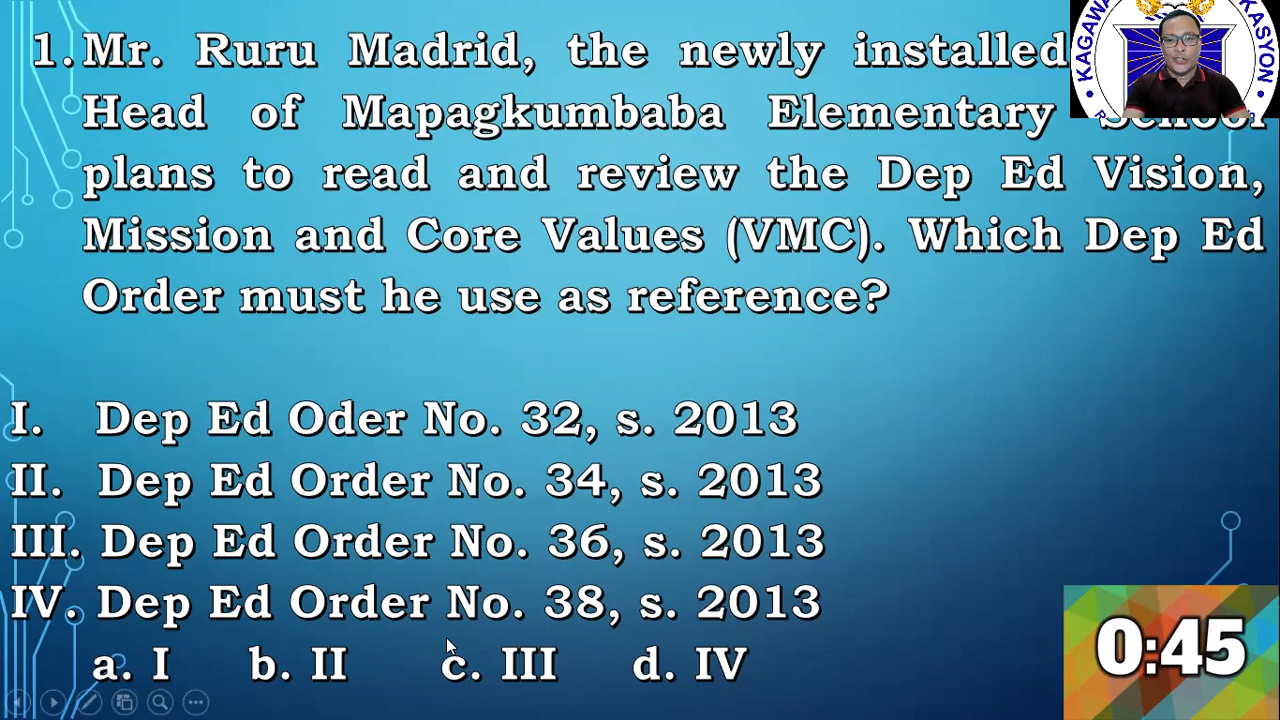 1. Mr. Ruru Madrid, the newly installed
Head of Mapagkumbaba Elementary School
plans to read and review the Dep Ed Vision,
Mission and Core Values (VMC). Which Dep Ed
Order must he use as reference?
I. Dep Ed Oder No. 32, s. 2013
II. Dep Ed Order No. 34, s. 2013
III. Dep Ed Order No. 36, s. 2013
IV. Dep Ed Order No. 38, s. 2013
a. I b. II c. III d. IV
0:45